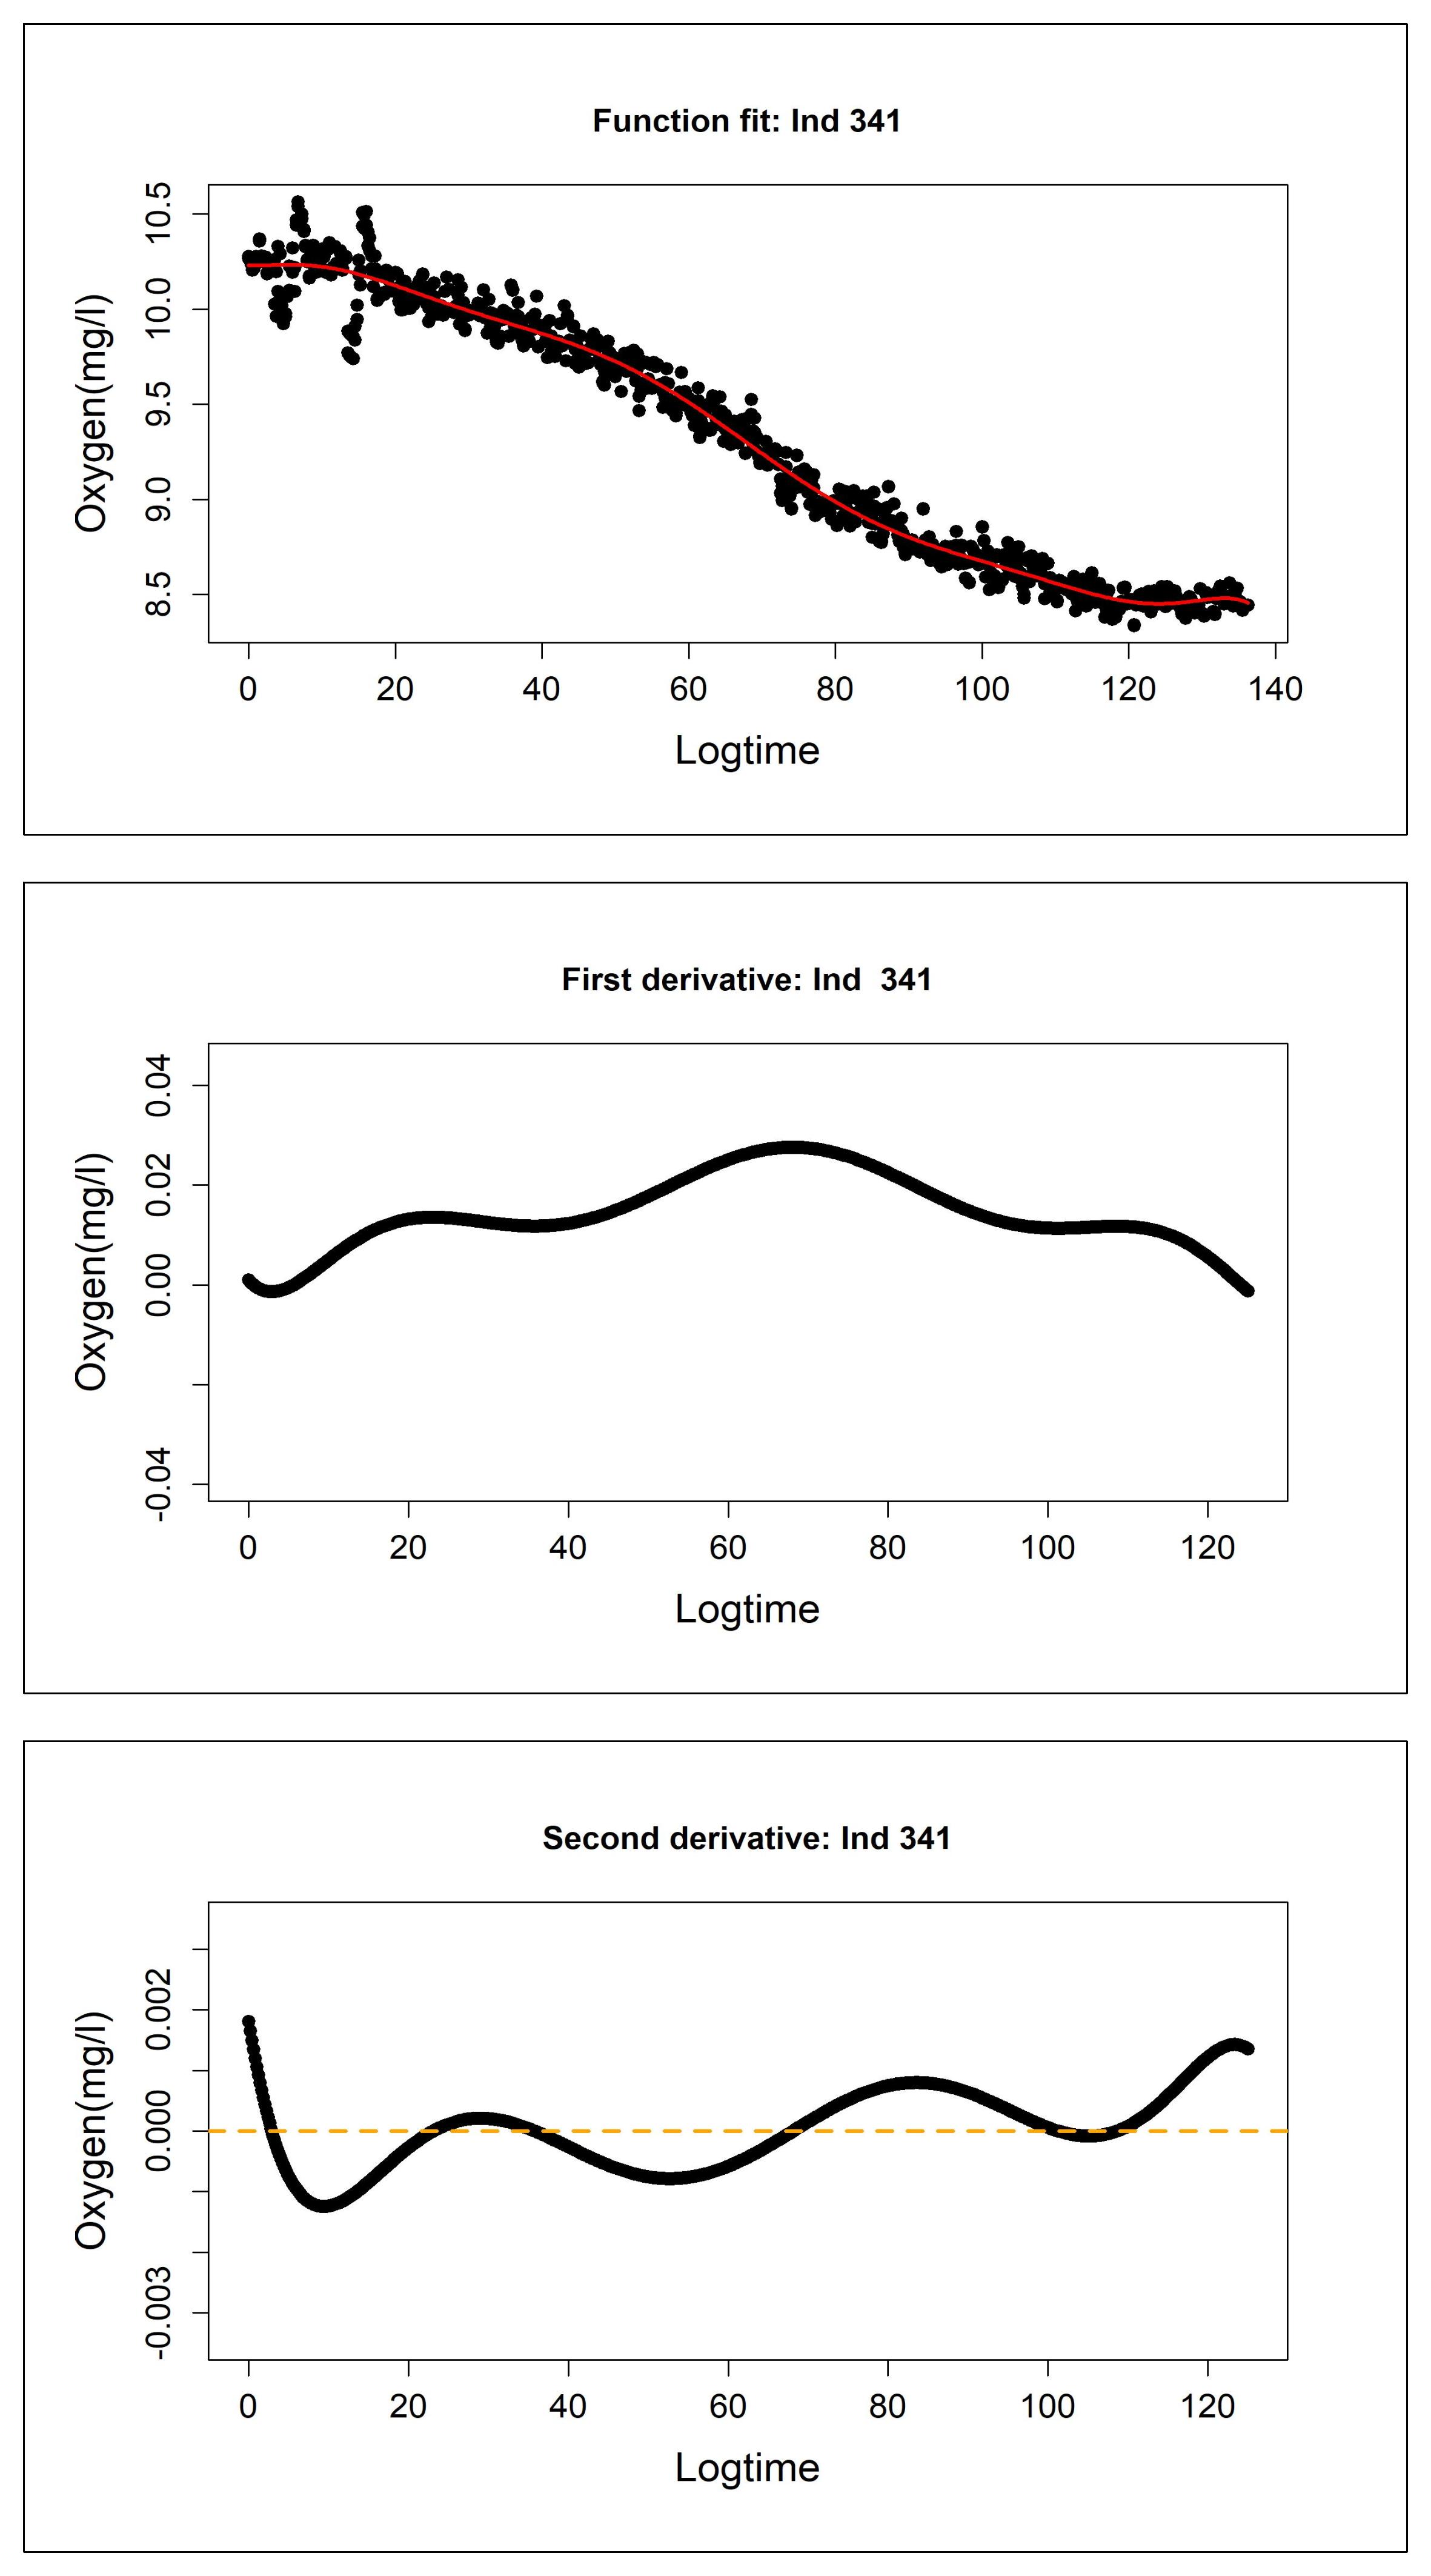 Function fit: Ind 341
Oxygen(mg/l)
10.5
10.0
9.5
9.0
8.5
0 20 40 60 80 100 120 140
Logtime
First derivative: Ind  341
Oxygen(mg/l)
0.04
0.02
0.00
-0.04
0 20 40 60 80 100 120
Logtime
Second derivative: Ind 341
Oxygen(mg/l)
0.002
0.000
-0.003
0 20 40 60 80 100 120
Logtime